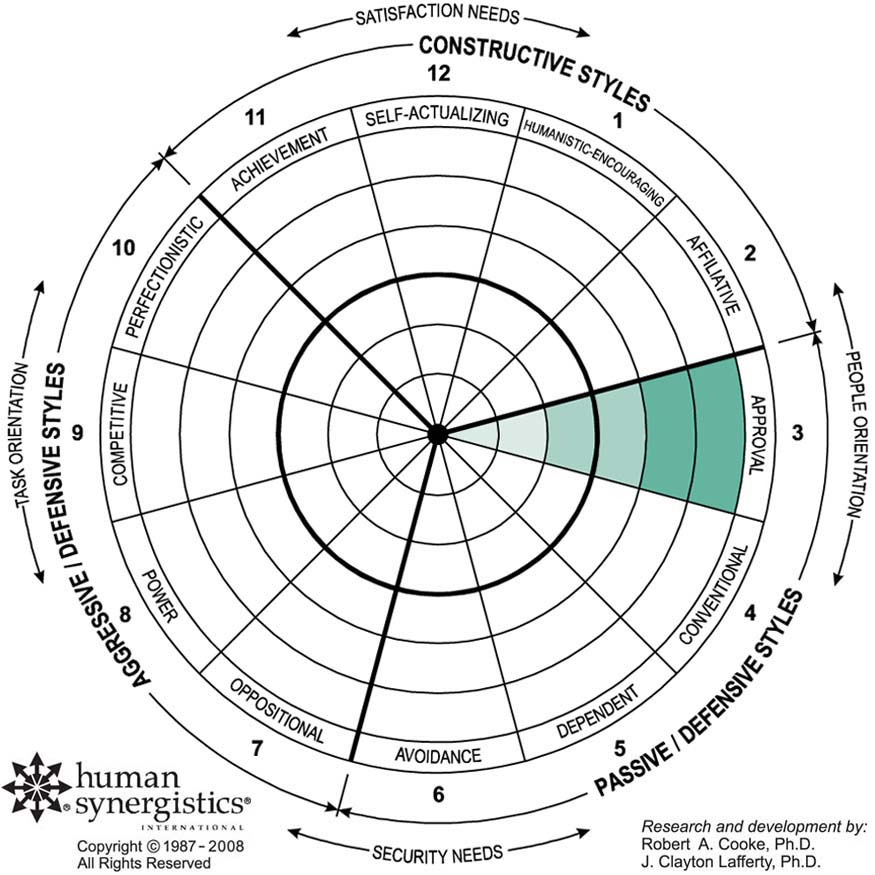 SATISFACTION NEEDS
CONSTRUCTIVE STYLES
12
11
1
SELF-ACTUALIZING
ACHIEVEMENT
HUMANISTIC-ENCOURAGING
10
PERFECTIONISTIC
AFFILIATIVE
2
TASK ORIENTATION
AGGRESSIVE / DEFENSIVE STYLES
9
COMPETITIVE
APPROVAL
3
PEOPLE ORIENTATION
8
POWER
CONVENTIONAL
4
PASSIVE / DEFENSIVE STYLES
7
OPPOSITIONAL
AVOIDANCE
DEPENDENT
5
6
SECURITY NEEDS
human
synergistics®
®
INTERNATIONAL
Copyright © 1987-2008
All Rights Reserved
Research and development by:
Robert A. Cooke, Ph.D.
J. Clayton Lafferty, Ph.D.